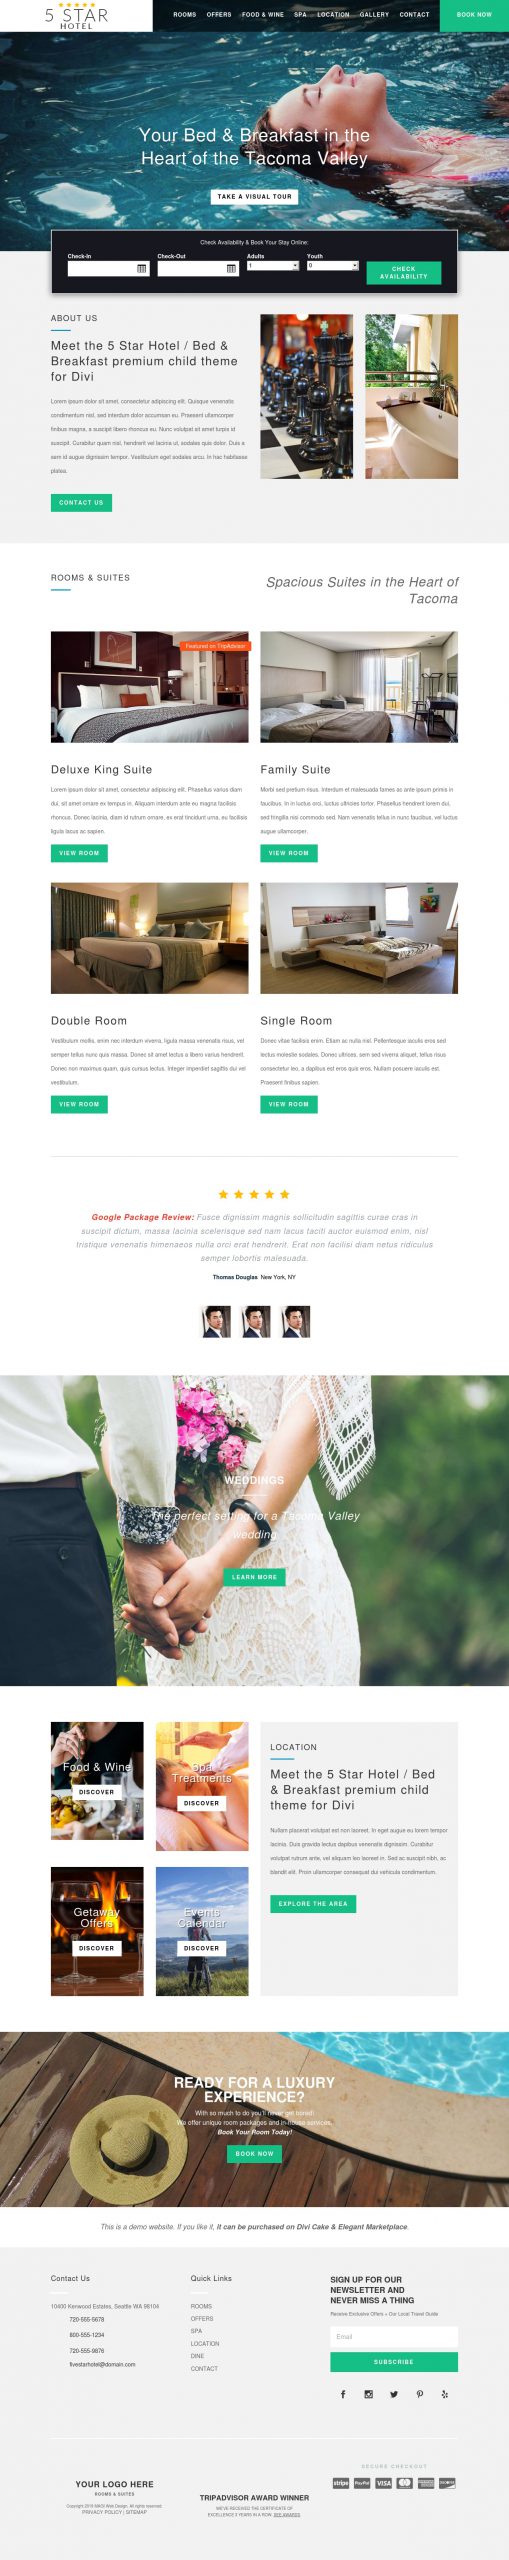 5 STAR
HOTEL
ROOMS OFFERS FOOD & WINE SPA LOCATION GALLERY CONTACT BOOK NOW
Your Bed & Breakfast in the
Heart of the Tacoma Valley
TAKE A VISUAL TOUR
Check Availability & Book Your Stay Online:
Check-In Check-Out Adults Youth
1 0
CHECK
AVAILABILITY
ABOUT US
Meet the 5 Star Hotel / Bed &
Breakfast premium child theme
for Divi
Lorem ipsum dolor sit amet, consectetur adipiscing elit. Quisque venenatis
condimentum nisl, sed interdum dolor accumsan eu. Praesent ullamcorper
finibus magna, a suscipit libero rhoncus eu. Nunc volutpat sit amet turpis id
suscipit. Curabitur quam nisl, hendrerit vel lacinia ut, sodales quis dolor. Duis a
sem id augue dignissim tempor. Vestibulum eget sodales arcu. In hac habitasse
platea.
CONTACT US
ROOMS & SUITES
Spacious Suites in the Heart of
Tacoma
Featured on TripAdvisor
Deluxe King Suite
Lorem ipsum dolor sit amet, consectetur adipiscing elit. Phasellus varius diam
dui, sit amet ornare ex tempus in. Aliquam interdum ante eu magna facilisis
rhoncus. Donec lacinia, diam id rutrum ornare, ex erat tincidunt urna, eu facilisis
ligula lacus ac sapien.
VIEW ROOM
Family Suite
Morbi sed pretium risus. Interdum et malesuada fames ac ante ipsum primis in
faucibus. In in luctus orci, luctus ultricies tortor. Phasellus hendrerit lorem dui,
sed fringilla nisi commodo sed. Nam venenatis tellus in nunc faucibus, vel luctus
augue ullamcorper.
VIEW ROOM
Double Room
Vestibulum mollis, enim nec interdum viverra, ligula massa venenatis risus, vel
semper tellus nunc quis massa. Donec sit amet lectus a libero varius hendrerit.
Donec non maximus quam, quis cursus lectus. Integer imperdiet sagittis dui vel
vestibulum.
VIEW ROOM
Single Room
Donec vitae facilisis enim. Etiam ac nulla nisl. Pellentesque iaculis eros sed
lectus molestie sodales. Donec ultrices, sem sed viverra aliquet, tellus risus
consectetur leo, a dapibus est eros quis eros. Nullam posuere iaculis est.
Praesent finibus sapien.
VIEW ROOM
Google Package Review: Fusce dignissim magnis sollicitudin sagittis curae cras in
suscipit dictum, massa lacinia scelerisque sed nam lacus taciti auctor euismod enim, nisl
tristique venenatis himenaeos nulla orci erat hendrerit. Erat non facilisi diam netus ridiculus
semper lobortis malesuada.
Thomas Douglas New York, NY
WEDDINGS
The perfect setting for a Tacoma Valley
wedding
LEARN MORE
Food & Wine
DISCOVER
Spa
Treatments
DISCOVER
Getaway
Offers
DISCOVER
Events
Calendar
DISCOVER
LOCATION
Meet the 5 Star Hotel / Bed
& Breakfast premium child
theme for Divi
Nullam placerat volutpat est non laoreet. In eget augue eu lorem tempor
lacinia. Duis gravida lectus dapibus venenatis dignissim. Curabitur
volutpat rutrum ante, vel aliquam leo laoreet in. Sed ac suscipit nibh, ac
blandit elit. Proin ullamcorper consequat dui vehicula condimentum.
EXPLORE THE AREA
READY FOR A LUXURY
EXPERIENCE?
With so much to do you'll never get bored!
We offer unique room packages and in-house services.
Book Your Room Today!
BOOK NOW
This is a demo website. If you like it, it can be purchased on Divi Cake & Elegant Marketplace.
Contact Us
10400 Kenwood Estates, Seattle WA 98104
720-555-5678
800-555-1234
720-555-9876
fivestarhotel@domain.com
Quick Links
ROOMS
OFFERS
SPA
LOCATION
DINE
CONTACT
SIGN UP FOR OUR
NEWSLETTER AND
NEVER MISS A THING
Receive Exclusive Offers + Our Local Travel Guide
Email
SUBSCRIBE
YOUR LOGO HERE
ROOMS & SUITES
Copyright 2019 MASI Web Design. All rights reserved.
PRIVACY POLICY | SITEMAP
TRIPADVISOR AWARD WINNER
WE'VE RECEIVED THE CERTIFICATE OF
EXCELLENCE 3 YEARS IN A ROW. SEE AWARDS
SECURE CHECKOUT
stripe PayPal VISA